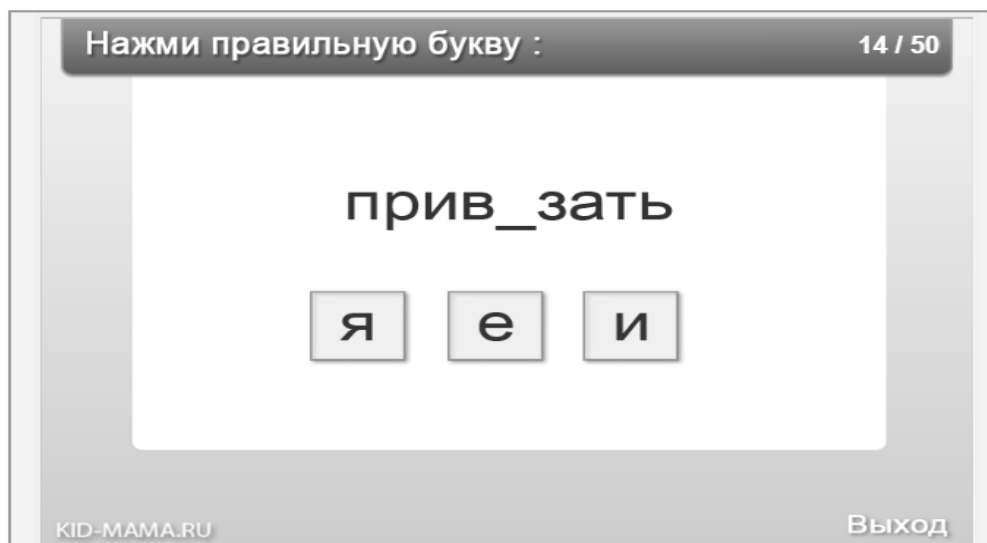 Нажми правильную букву : 14 / 50
прив_зать
я е и
KID-MAMA.RU Выход